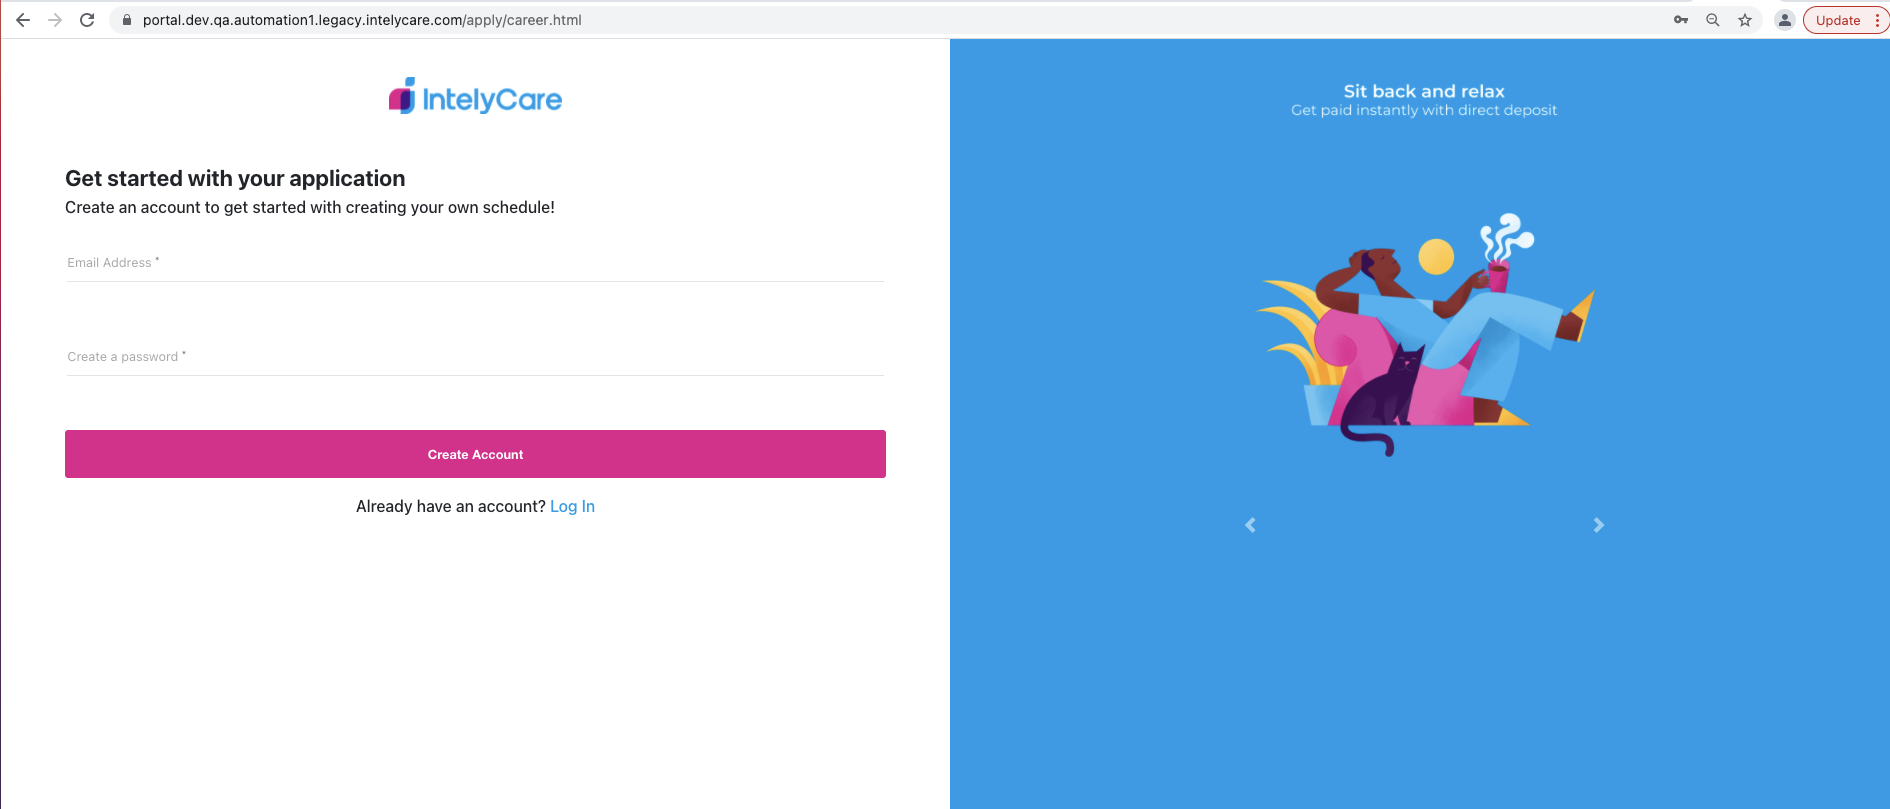 portal.dev.qa.automation1.legacy.intelycare.com/apply/career.html
Update
IntelyCare
Get started with your application
Create an account to get started with creating your own schedule!
Email Address *
Create a password *
Create Account
Already have an account? Log In
Sit back and relax
Get paid instantly with direct deposit